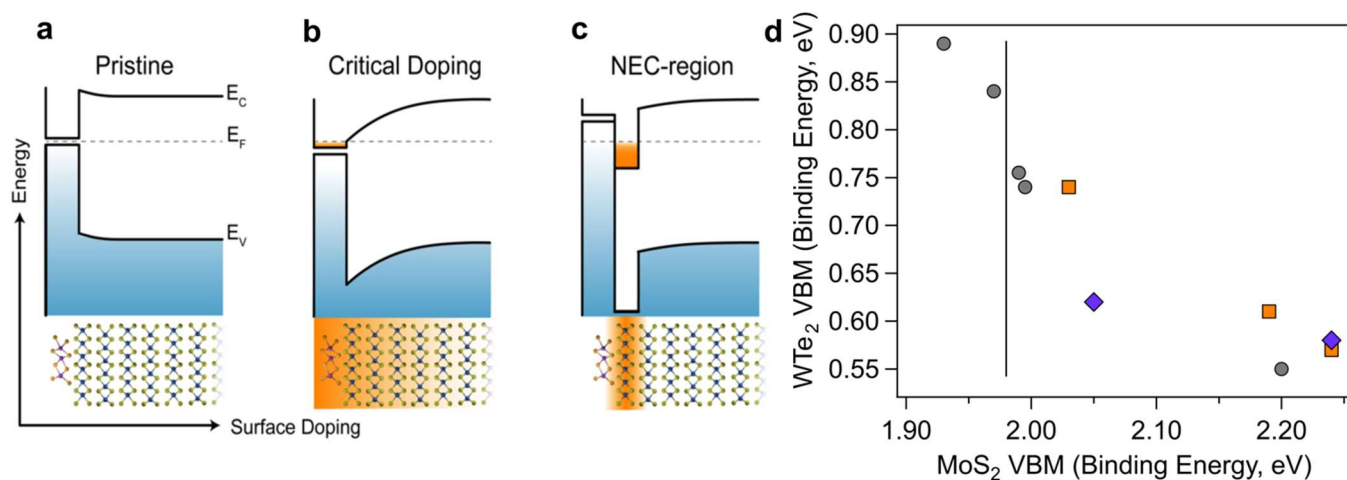 a
Pristine
E_C
E_F
E_V
Energy
Surface Doping
b
Critical Doping
c
NEC-region
d
WTe₂ VBM (Binding Energy, eV)
0.90
0.85
0.80
0.75
0.70
0.65
0.60
0.55
1.90
2.00
2.10
2.20
MoS₂ VBM (Binding Energy, eV)